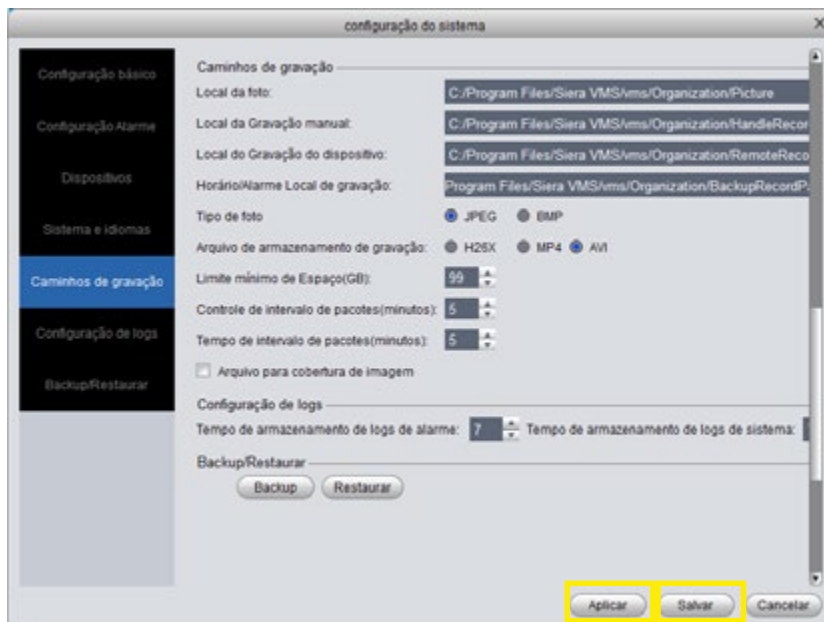 configuração do sistema
Configuração básico
Configuração Alarme
Dispositivos
Sistema e idiomas
Caminhos de gravação
Configuração de logs
Backup/Restaurar
Caminhos de gravação
Local da foto: C:/Program Files/Siera VMS/vms/Organization/Picture
Local da Gravação manual: C:/Program Files/Siera VMS/vms/Organization/HandleRecor
Local do Gravação do dispositivo: C:/Program Files/Siera VMS/vms/Organization/RemoteReco
Horário/Alarme Local de gravação: Program Files/Siera VMS/vms/Organization/BackupRecordPa
Tipo de foto JPEG BMP
Arquivo de armazenamento de gravação: H26X MP4 AVI
Limite mínimo de Espaço(GB): 99
Controle de intervalo de pacotes(minutos): 5
Tempo de intervalo de pacotes(minutos): 5
Arquivo para cobertura de imagem
Configuração de logs
Tempo de armazenamento de logs de alarme: 7 Tempo de armazenamento de logs de sistema:
Backup/Restaurar
Backup Restaurar
Aplicar Salvar Cancelar